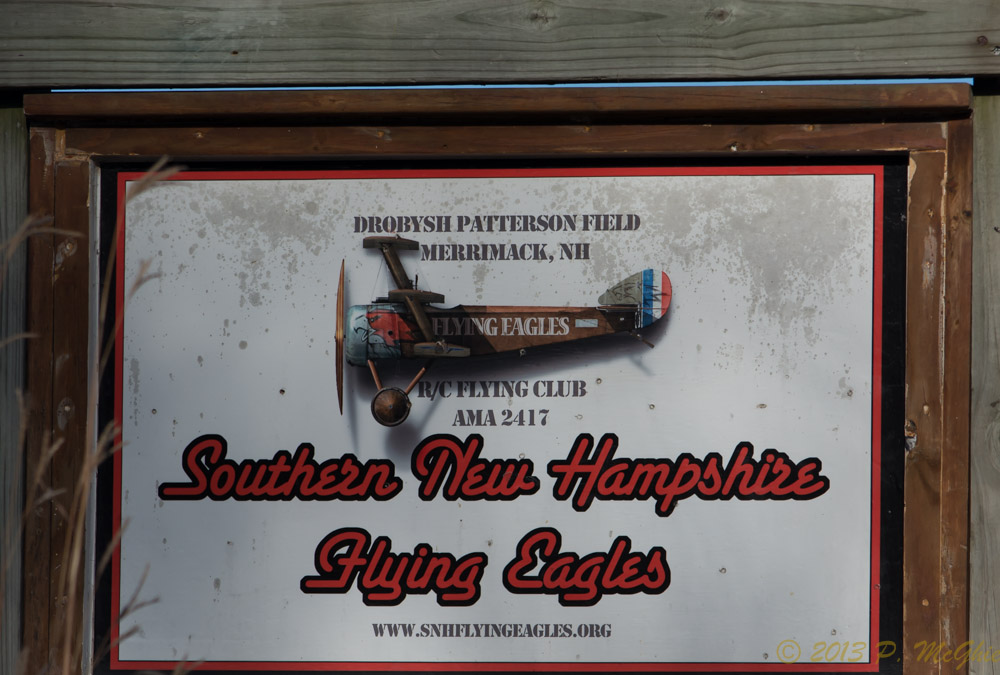 DROBYSH PATTERSON FIELD
MERRIMACK, NH
FLYING EAGLES
R/C FLYING CLUB
AMA 2417
Southern New Hampshire
Flying Eagles
WWW.SNHFLYINGEAGLES.ORG
© 2013 P. McGhie